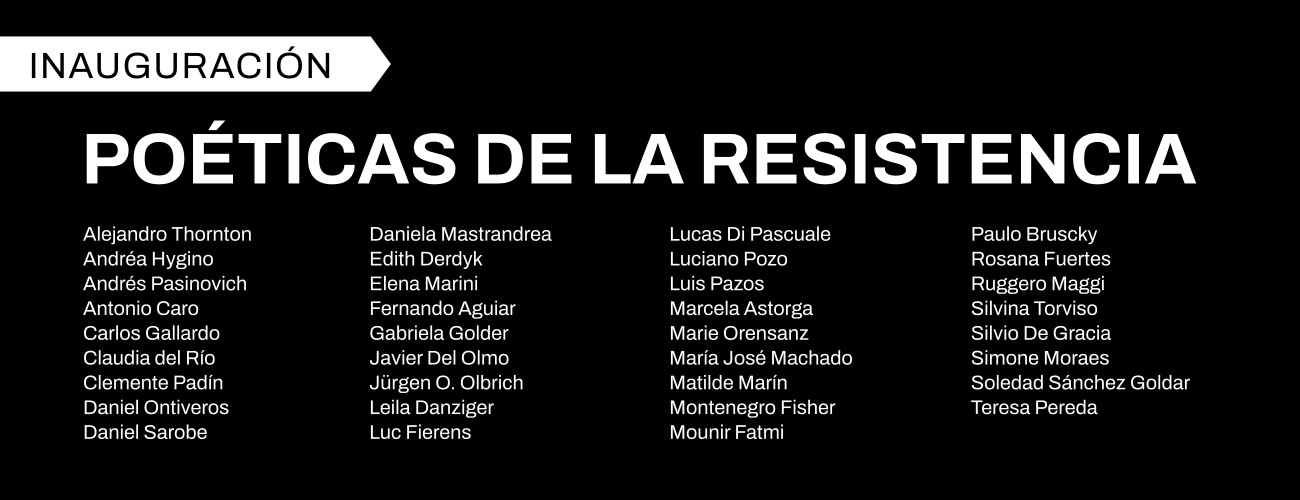 INAUGURACIÓN
POÉTICAS DE LA RESISTENCIA
Alejandro Thornton
Andréa Hygino
Andrés Pasinovich
Antonio Caro
Carlos Gallardo
Claudia del Río
Clemente Padín
Daniel Ontiveros
Daniel Sarobe
Daniela Mastrandrea
Edith Derdyk
Elena Marini
Fernando Aguiar
Gabriela Golder
Javier Del Olmo
Jürgen O. Olbrich
Leila Danziger
Luc Fierens
Lucas Di Pascuale
Luciano Pozo
Luis Pazos
Marcela Astorga
Marie Orensanz
María José Machado
Matilde Marín
Montenegro Fisher
Mounir Fatmi
Paulo Bruscky
Rosana Fuertes
Ruggero Maggi
Silvina Torviso
Silvio De Gracia
Simone Moraes
Soledad Sánchez Goldar
Teresa Pereda